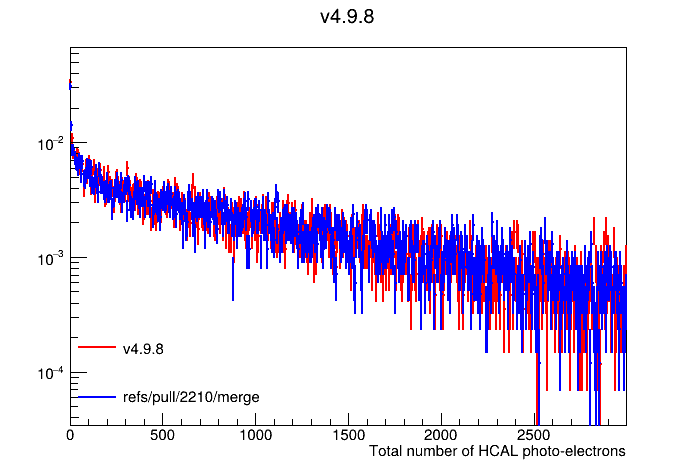 v4.9.8
10⁻²
10⁻³
10⁻⁴
v4.9.8
refs/pull/2210/merge
0 500 1000 1500 2000 2500
Total number of HCAL photo-electrons